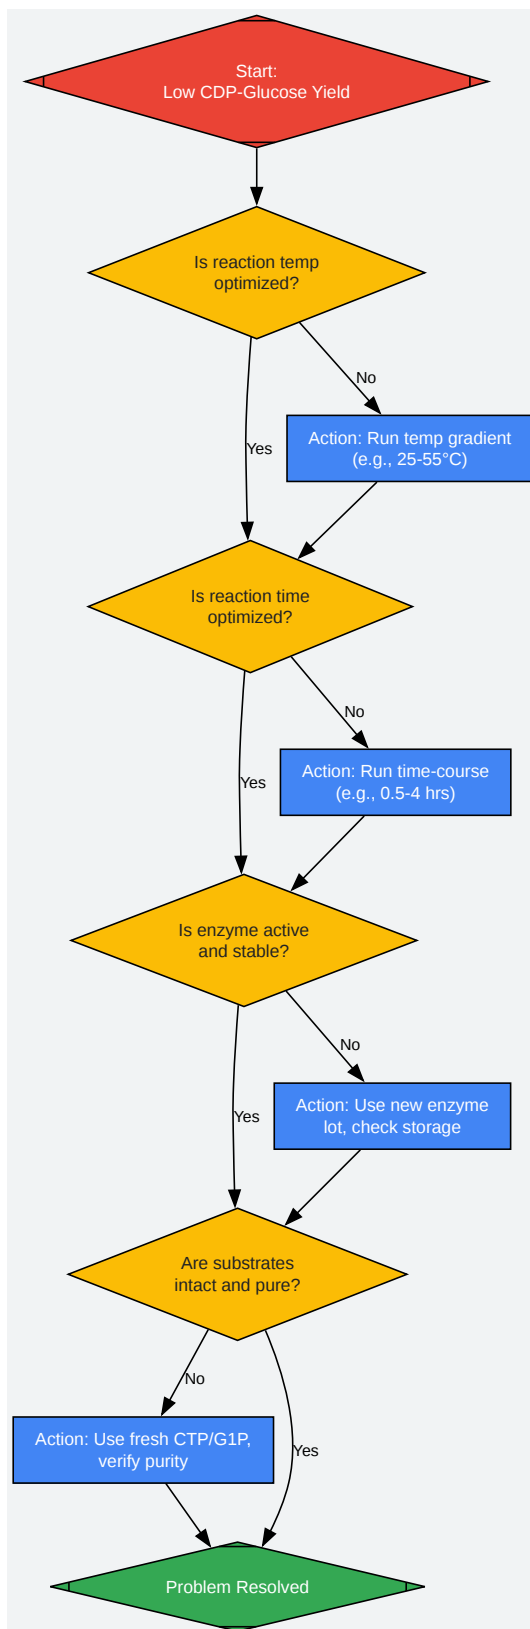 Start:
Low CDP-Glucose Yield
Is reaction temp
optimized?
No
Action: Run temp gradient
(e.g., 25-55°C)
Yes
Is reaction time
optimized?
No
Action: Run time-course
(e.g., 0.5-4 hrs)
Yes
Is enzyme active
and stable?
No
Action: Use new enzyme
lot, check storage
Yes
Are substrates
intact and pure?
No
Action: Use fresh CTP/G1P,
verify purity
Yes
Problem Resolved